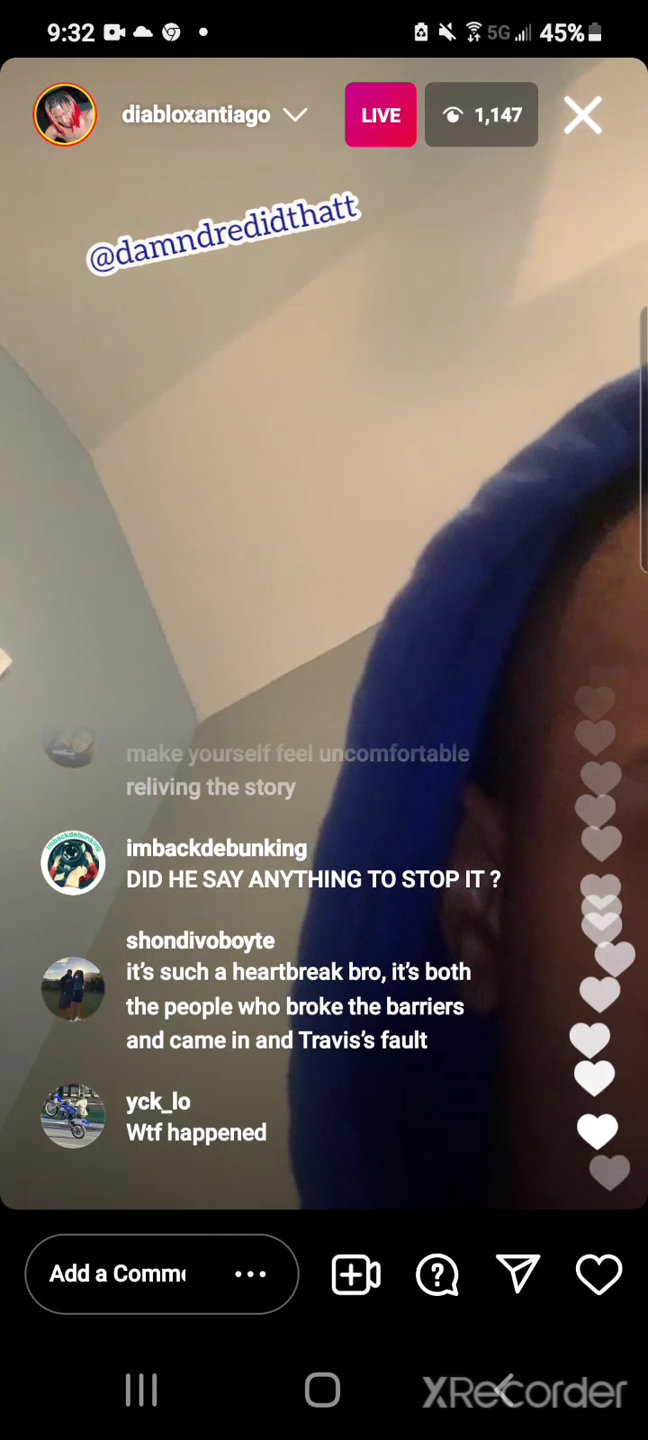 9:32
5G
45%
diabloxantiago
LIVE
1,147
@damndredidthatt
make yourself feel uncomfortable
reliving the story
imbackdebunking
DID HE SAY ANYTHING TO STOP IT ?
shondivoboyte
it's such a heartbreak bro, it's both
the people who broke the barriers
and came in and Travis's fault
yck_lo
Wtf happened
Add a Comme
XRecorder